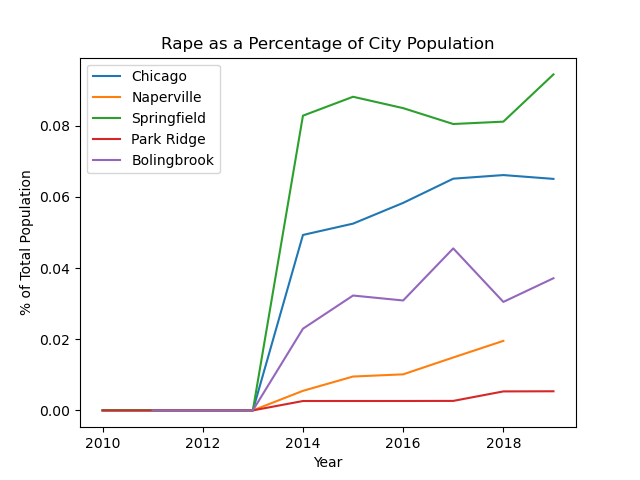 Rape as a Percentage of City Population
Chicago
Naperville
Springfield
Park Ridge
Bolingbrook
% of Total Population
0.08
0.06
0.04
0.02
0.00
2010 2012 2014 2016 2018
Year